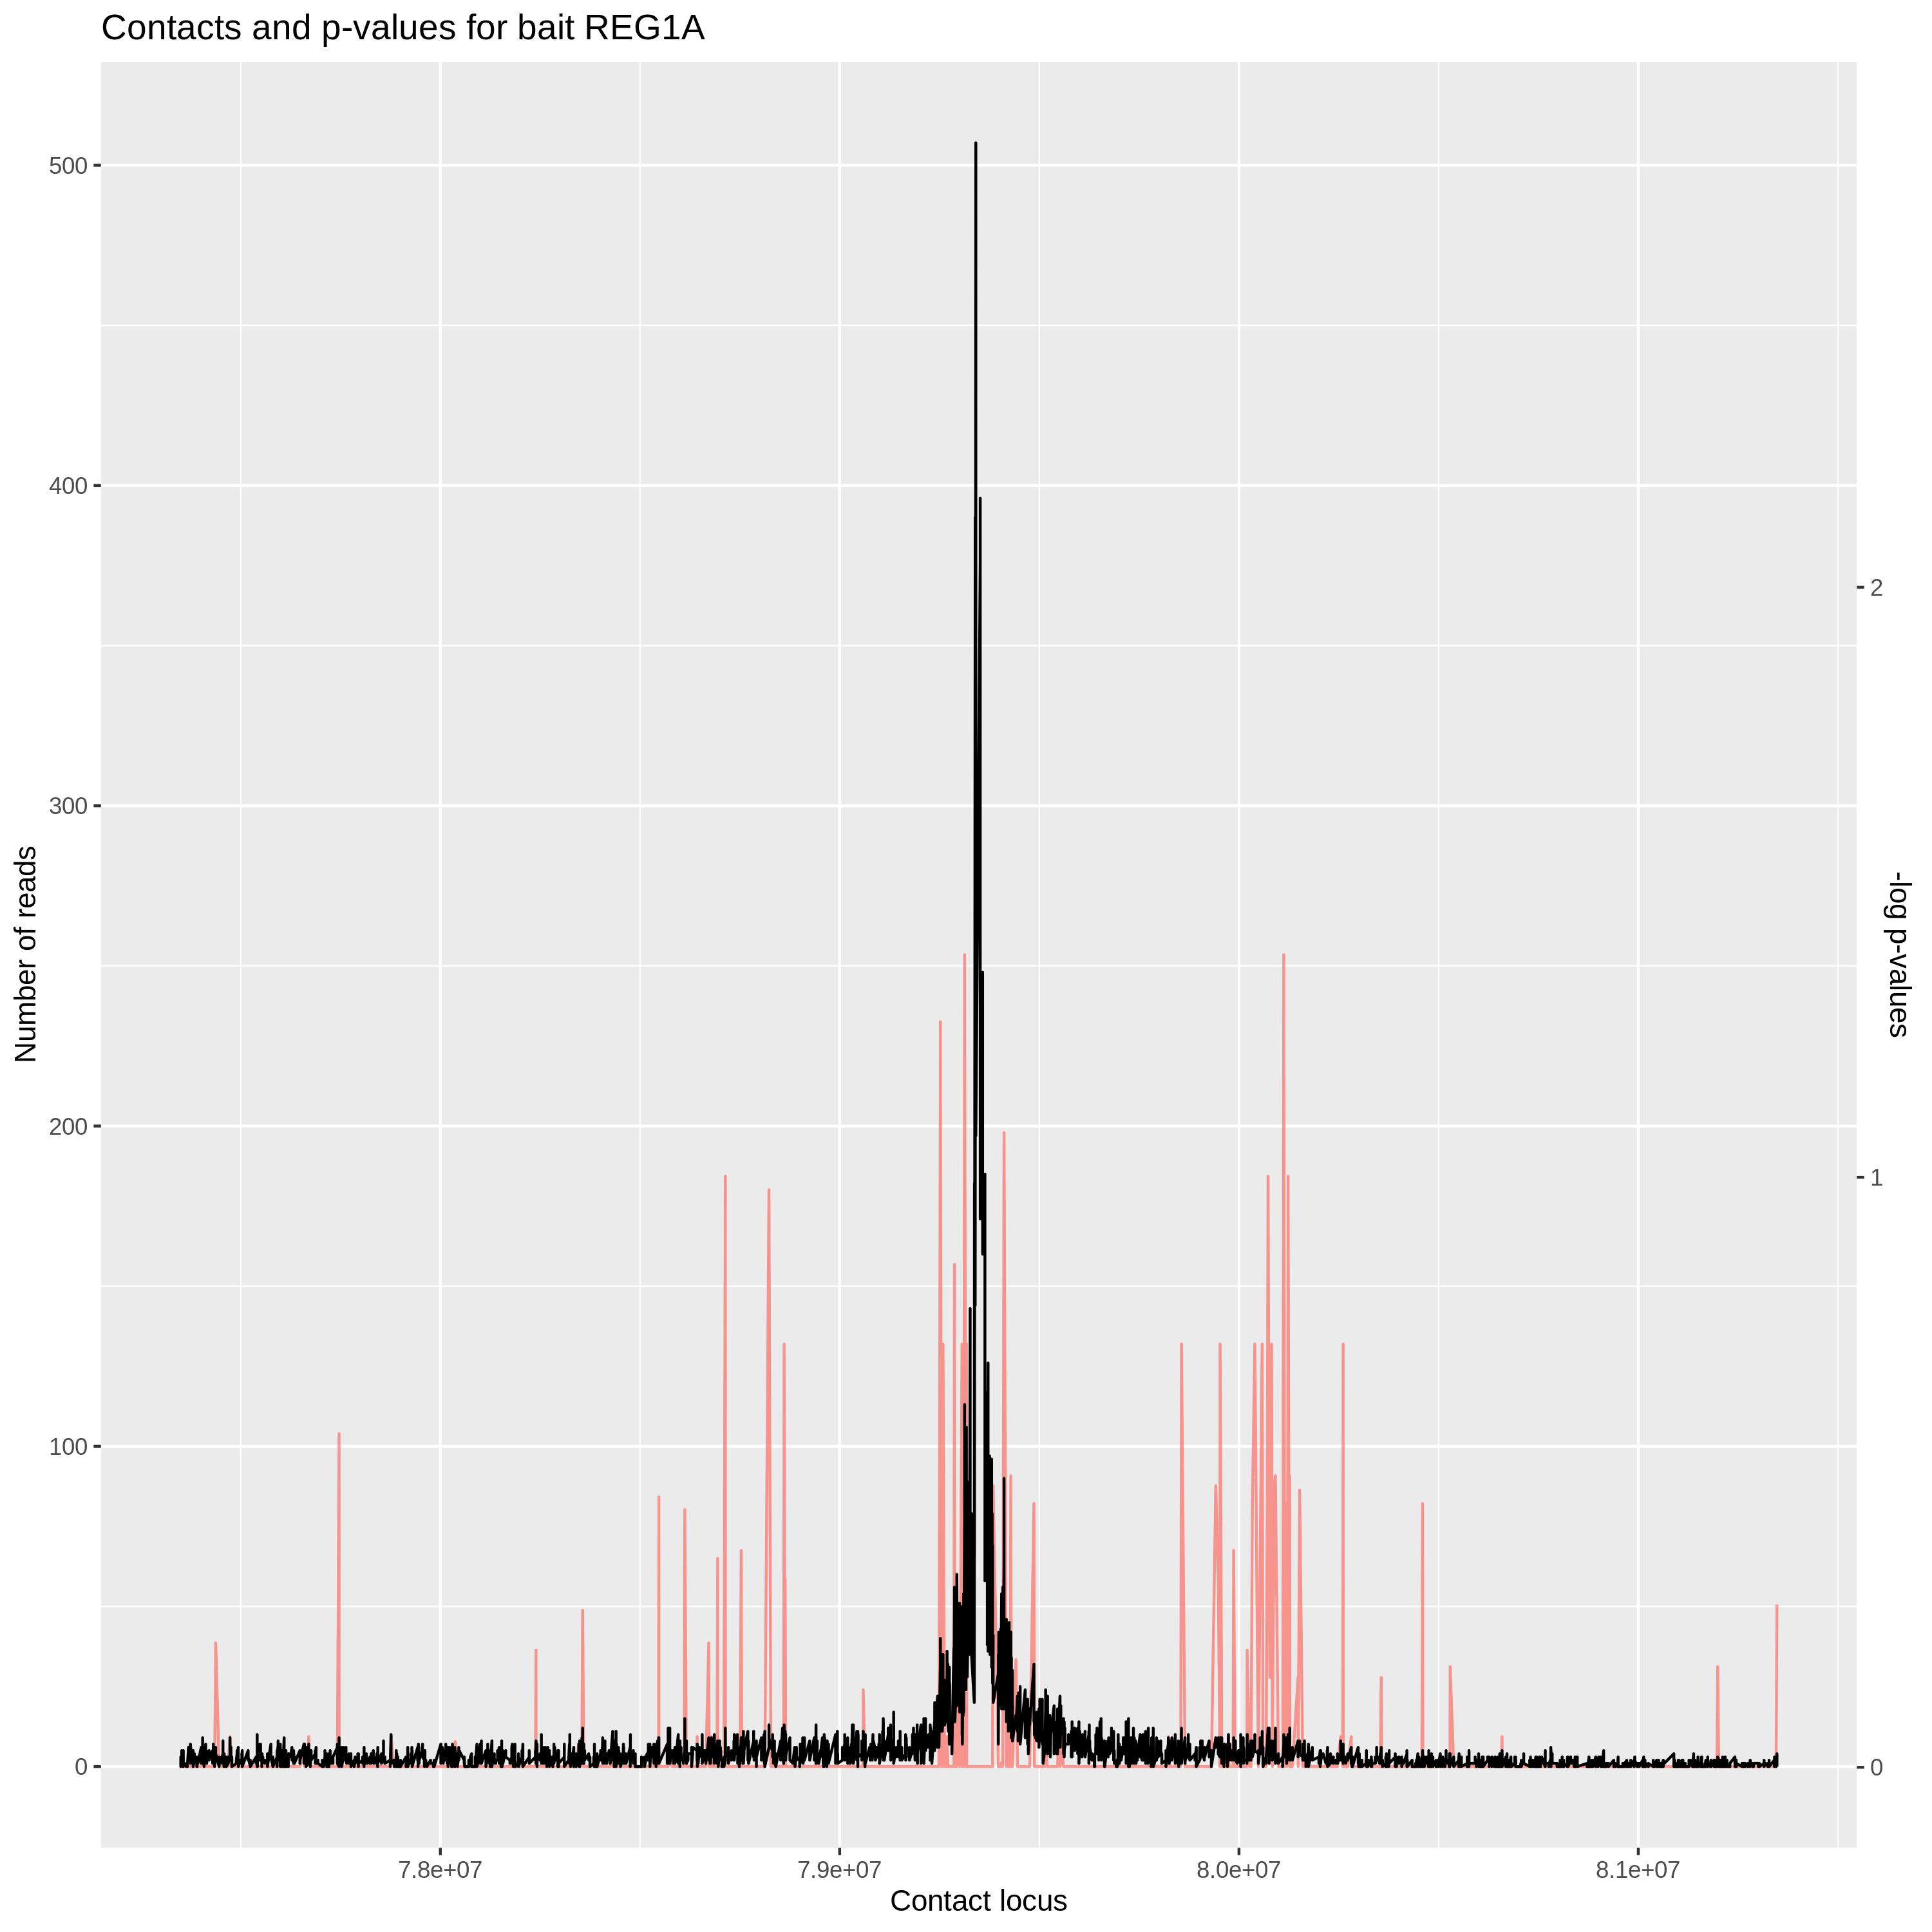 Contacts and p-values for bait REG1A
500
400
300
200
100
0
Number of reads
2
1
0
-log p-values
7.8e+07 7.9e+07 8.0e+07 8.1e+07
Contact locus